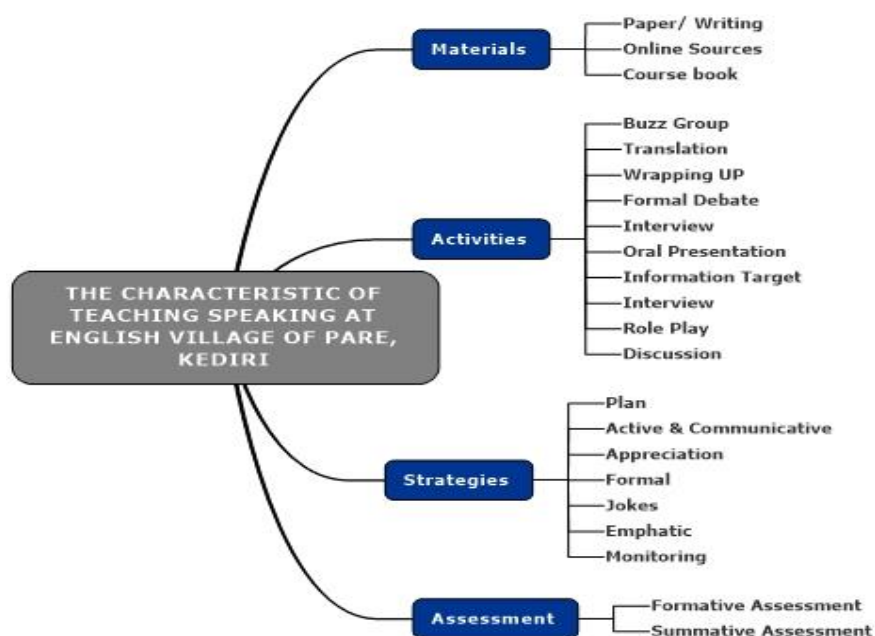 THE CHARACTERISTIC OF
TEACHING SPEAKING AT
ENGLISH VILLAGE OF PARE,
KEDIRI
Materials
Paper/ Writing
Online Sources
Course book
Activities
Buzz Group
Translation
Wrapping UP
Formal Debate
Interview
Oral Presentation
Information Target
Interview
Role Play
Discussion
Strategies
Plan
Active & Communicative
Appreciation
Formal
Jokes
Emphatic
Monitoring
Assessment
Formative Assessment
Summative Assessment